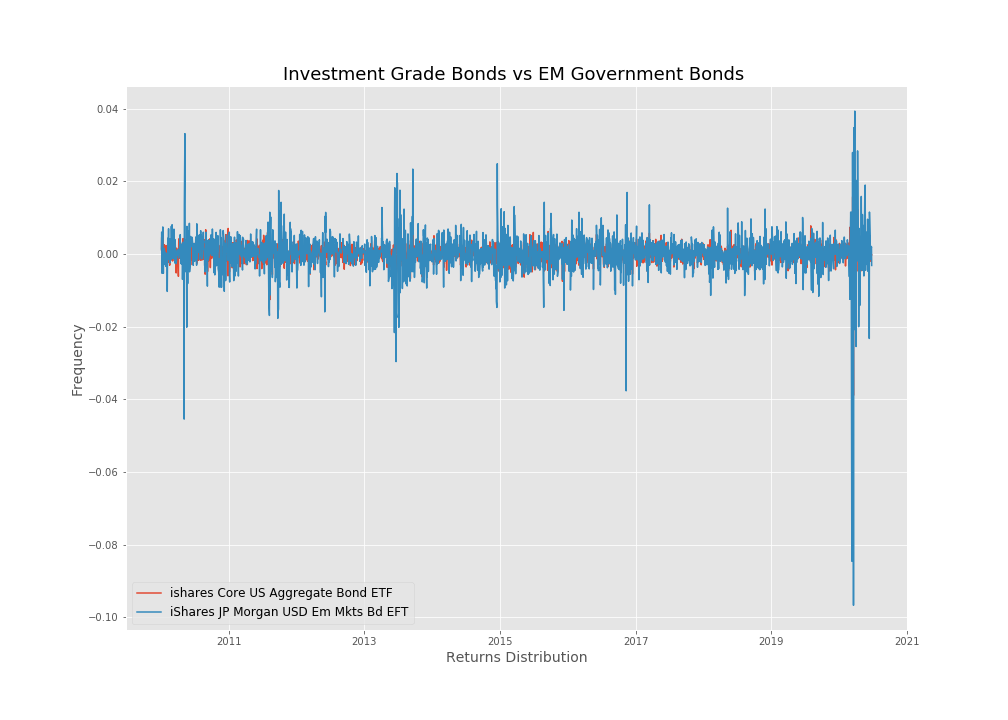 Investment Grade Bonds vs EM Government Bonds
0.04
0.02
0.00
−0.02
−0.04
−0.06
−0.08
−0.10
Frequency
ishares Core US Aggregate Bond ETF
iShares JP Morgan USD Em Mkts Bd EFT
2011 2013 2015 2017 2019 2021
Returns Distribution